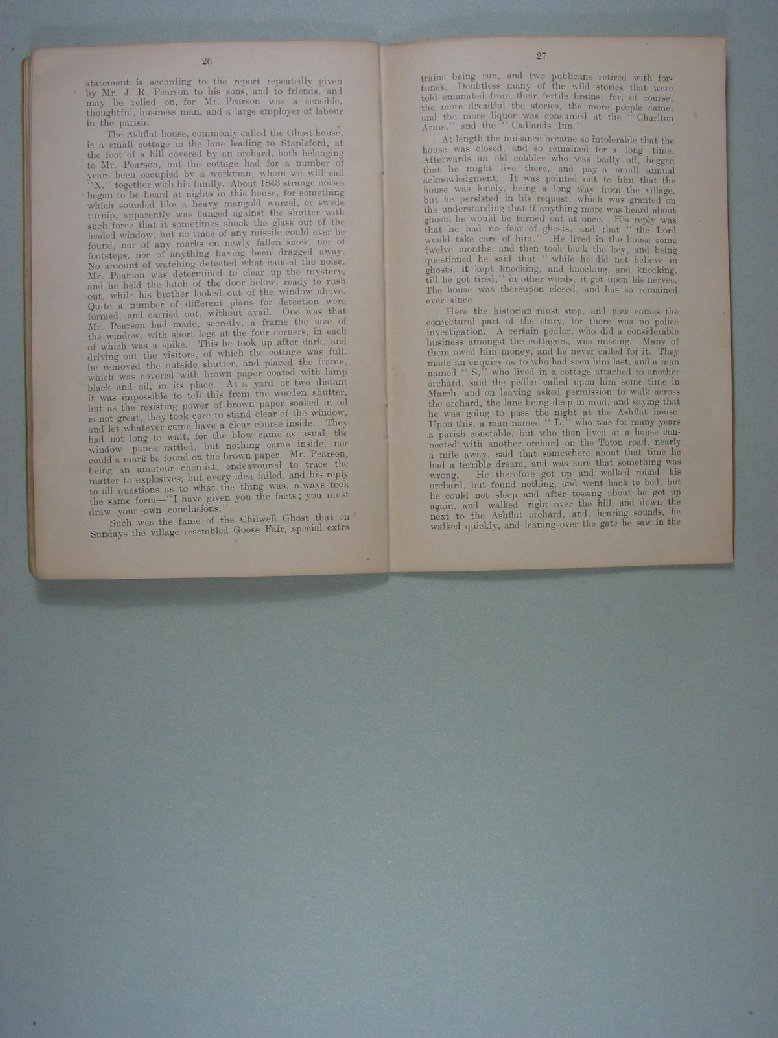 26
statement is according to the report repeatedly given
by Mr. J. R. Pearson to his sons, and to friends, and
may be relied on, for Mr. Pearson was a sensible,
thoughtful, business man, and a large employer of labour
in the parish.
The Ashflat house, commonly called the Ghost house,
is a small cottage in the lane leading to Stapleford, at
the foot of a hill covered by an orchard, both belonging
to Mr. Pearson, but the cottage had for a number of
years been occupied by a workman whom we will call
"X," together with his family. About 1843 strange noises
began to be heard at nights in this house, for something
which sounded like a heavy mangold wurzel, or swede
turnip, apparently was banged against the shutter with
such force that it sometimes shook the glass out of the
leaded window, but no trace of any missile could ever be
found, nor of any marks on newly fallen snow, nor of
footsteps, nor of anything having been dragged away.
No amount of watching detected what caused the noise.
Mr. Pearson was determined to clear up the mystery,
and he held the latch of the door below, ready to rush
out, while his brother looked out of the window above.
Quite a number of different plans for detection were
formed, and carried out, without avail. One was that
Mr. Pearson had made, secretly, a frame the size of
the window, with short legs at the four corners, in each
of which was a spike. This he took up after dark, and
driving out the visitors, of which the cottage was full,
he removed the outside shutter, and placed the frame,
which was covered with brown paper coated with lamp
black and oil, in its place. At a yard or two distant
it was impossible to tell this from the wooden shutter,
but as the resisting power of brown paper soaked in oil
is not great, they took care to stand clear of the window,
and let whatever came have a clear course inside. They
had not long to wait, for the blow came as usual, the
window panes rattled, but nothing came inside, nor
could a mark be found on the brown paper. Mr. Pearson,
being an amateur chemist, endeavoured to trace the
matter to explosives, but every idea failed, and his reply
to all questions as to what the thing was, always took
the same form—"I have given you the facts; you must
draw your own conclusions."
Such was the fame of the Chilwell Ghost that on
Sundays the village resembled Goose Fair, special extra
27
trains being run, and two publicans retired with for-
tunes. Doubtless many of the wild stories that were
told emanated from their fertile brains, for, of course,
the more dreadful the stories, the more people came,
and the more liquor was consumed at the "Charlton
Arms," and the "Cadlands Inn."
At length the nuisance became so intolerable that the
house was closed, and so remained for a long time.
Afterwards an old cobbler who was badly off, begged
that he might live there, and pay a small annual
acknowledgment. It was pointed out to him that the
house was lonely, being a long way from the village,
but he persisted in his request, which was granted on
the understanding that if anything more was heard about
ghosts he would be turned out at once. His reply was
that he had no fear of ghosts, and that "the Lord
would take care of him." He lived in the house some
twelve months, and then took back the key, and being
questioned he said that "while he did not believe in
ghosts, it kept knocking, and knocking, and knocking,
till he got tired," in other words, it got upon his nerves.
The house was thereupon closed, and has so remained
ever since.
Here the historian must stop, and now comes the
conjectural part of the story, for there was no police
investigation. A certain pedlar, who did a considerable
business amongst the cottagers, was missing. Many of
them owed him money, and he never called for it. They
made an enquiry as to who had seen him last, and a man
named "S," who lived in a cottage attached to another
orchard, said the pedlar called upon him some time in
March, and on leaving asked permission to walk across
the orchard, the lane being deep in mud, and saying that
he was going to pass the night at the Ashflat house.
Upon this, a man named "L," who was for many years
a parish constable, but who then lived at a house con-
nected with another orchard on the Toton road, nearly
a mile away, said that somewhere about that time he
had a terrible dream, and was sure that something was
wrong. He therefore got up and walked round his
orchard, but found nothing, and went back to bed, but
he could not sleep and after tossing about he got up
again, and walked right over the hill, and down the
next to the Ashflat orchard, and, hearing sounds, he
walked quickly, and leaning over the gate he saw in the